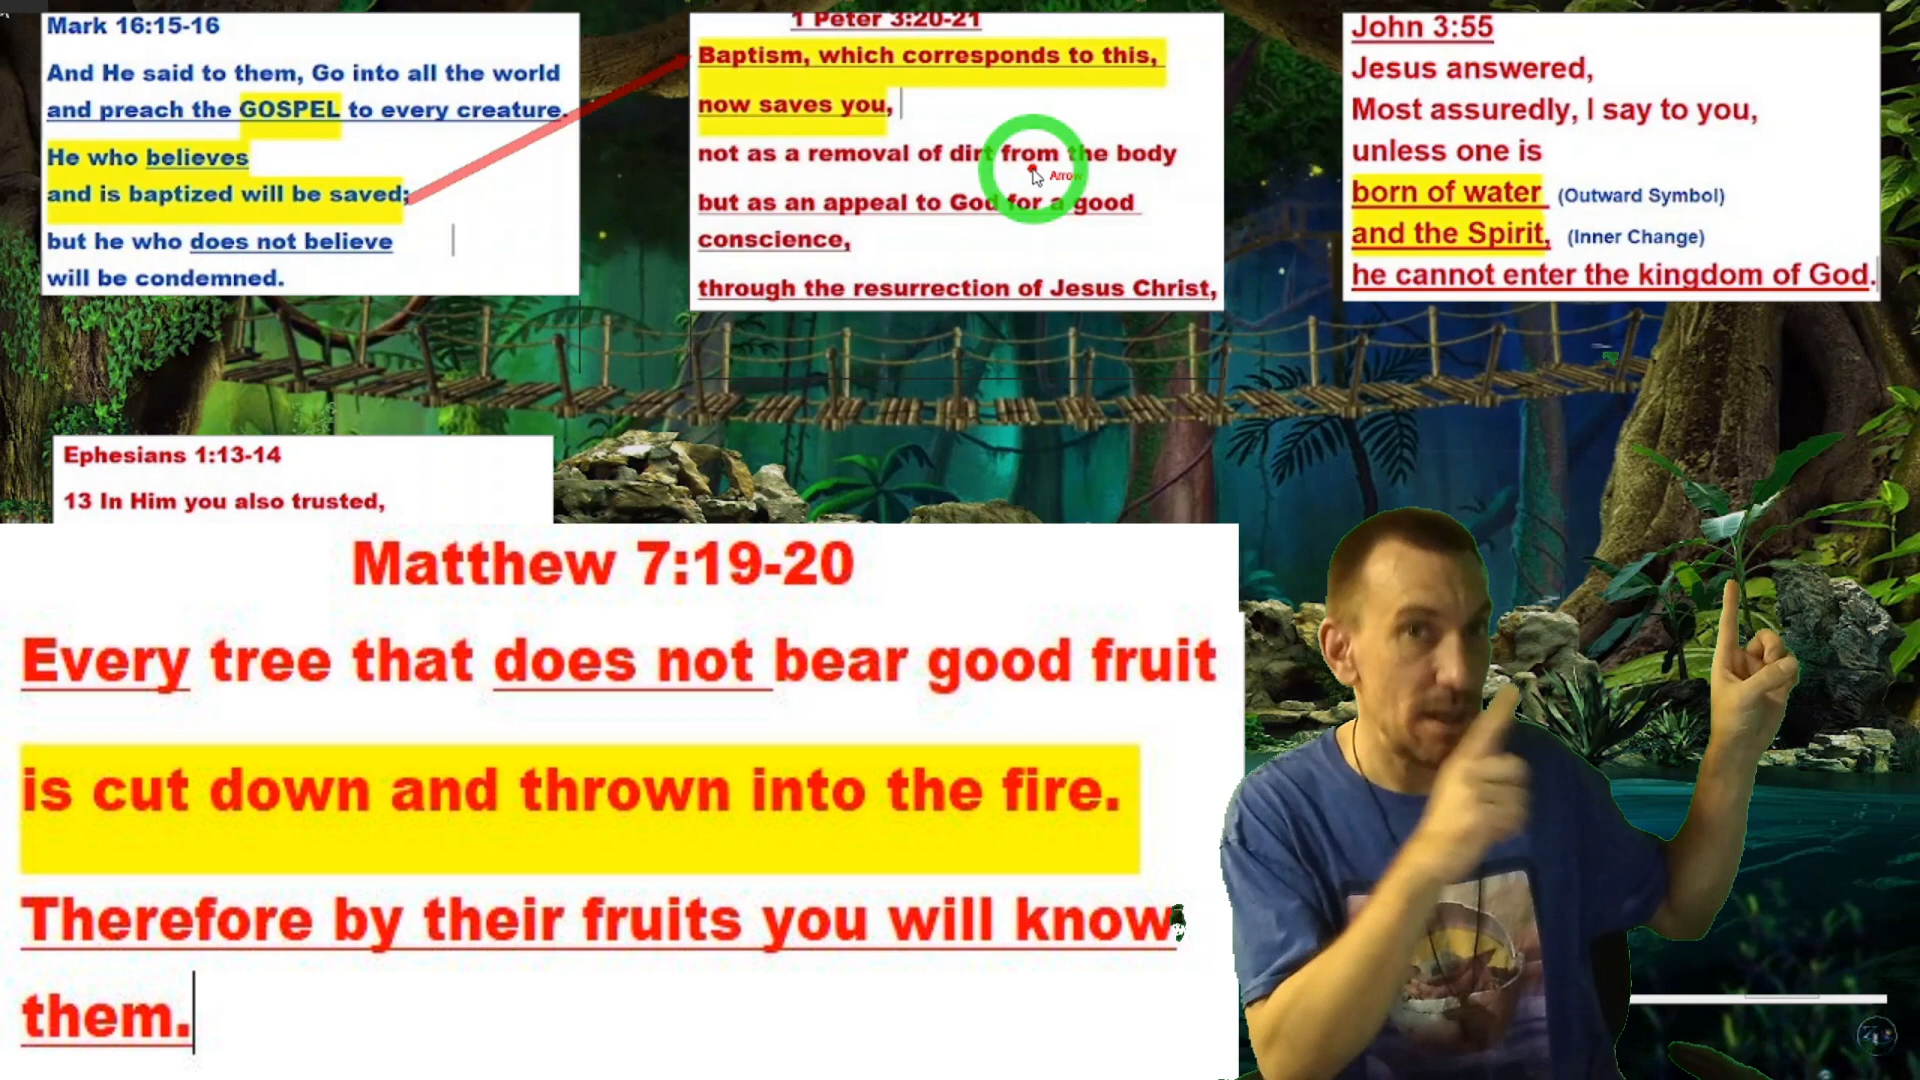 Mark 16:15-16
And He said to them, Go into all the world
and preach the GOSPEL to every creature.
He who believes
and is baptized will be saved;
but he who does not believe
will be condemned.
1 Peter 3:20-21
Baptism, which corresponds to this,
now saves you,
not as a removal of dirt from the body
but as an appeal to God for a good
conscience,
through the resurrection of Jesus Christ,
Arrow
John 3:55
Jesus answered,
Most assuredly, I say to you,
unless one is
born of water (Outward Symbol)
and the Spirit, (Inner Change)
he cannot enter the kingdom of God.
Ephesians 1:13-14
13 In Him you also trusted,
Matthew 7:19-20
Every tree that does not bear good fruit
is cut down and thrown into the fire.
Therefore by their fruits you will know
them.